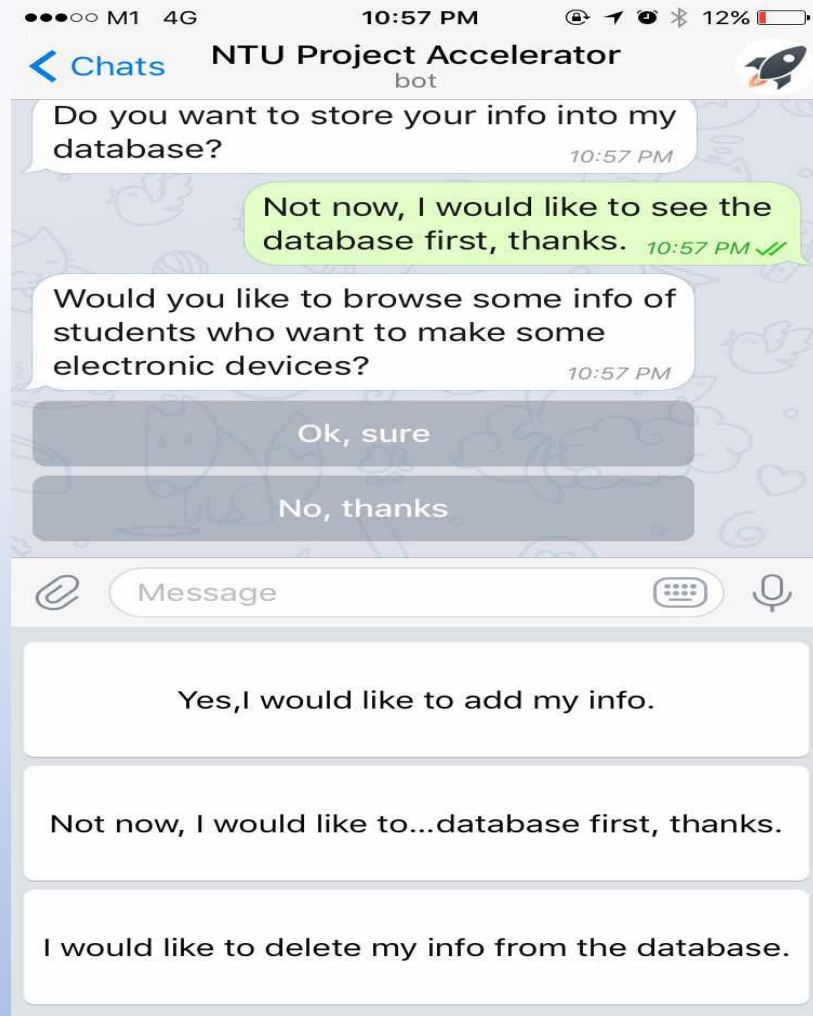 M1 4G 10:57 PM 12%
Chats NTU Project Accelerator
bot
Do you want to store your info into my
database? 10:57 PM
Not now, I would like to see the
database first, thanks. 10:57 PM
Would you like to browse some info of
students who want to make some
electronic devices? 10:57 PM
Ok, sure
No, thanks
Message
Yes,I would like to add my info.
Not now, I would like to...database first, thanks.
I would like to delete my info from the database.